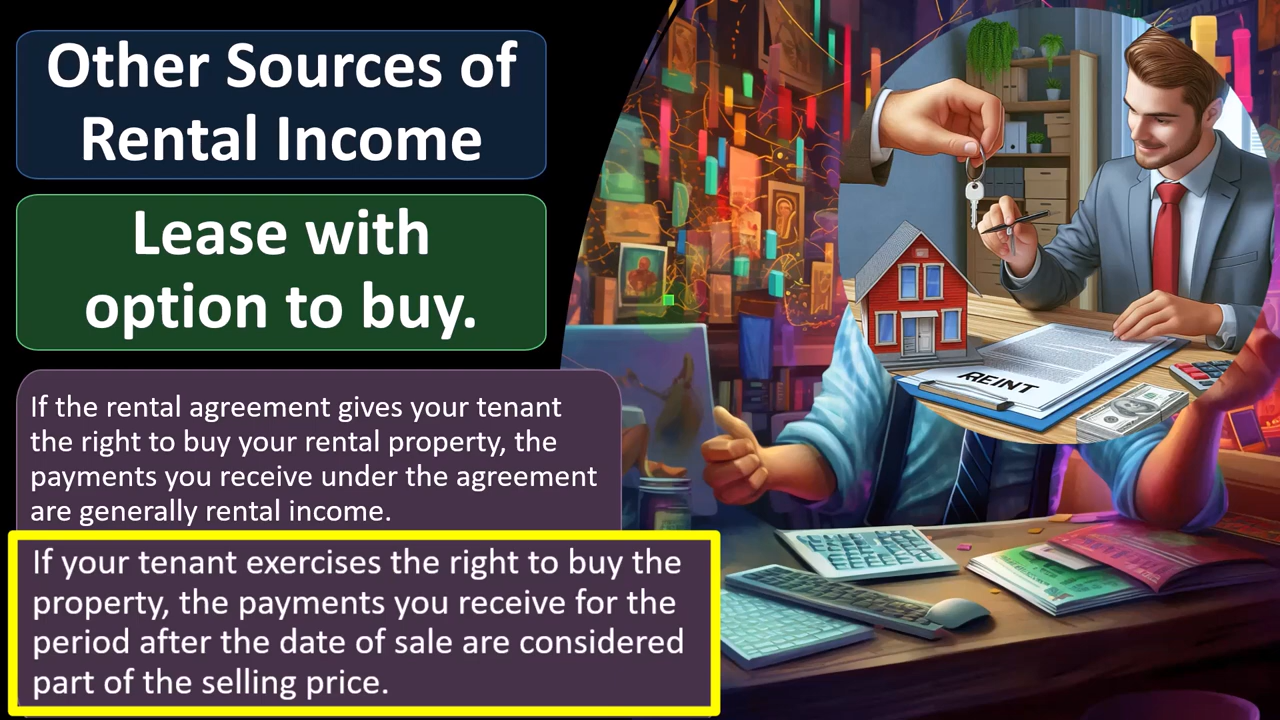 Other Sources of
Rental Income
Lease with
option to buy.
If the rental agreement gives your tenant
the right to buy your rental property, the
payments you receive under the agreement
are generally rental income.
If your tenant exercises the right to buy the
property, the payments you receive for the
period after the date of sale are considered
part of the selling price.
REINT